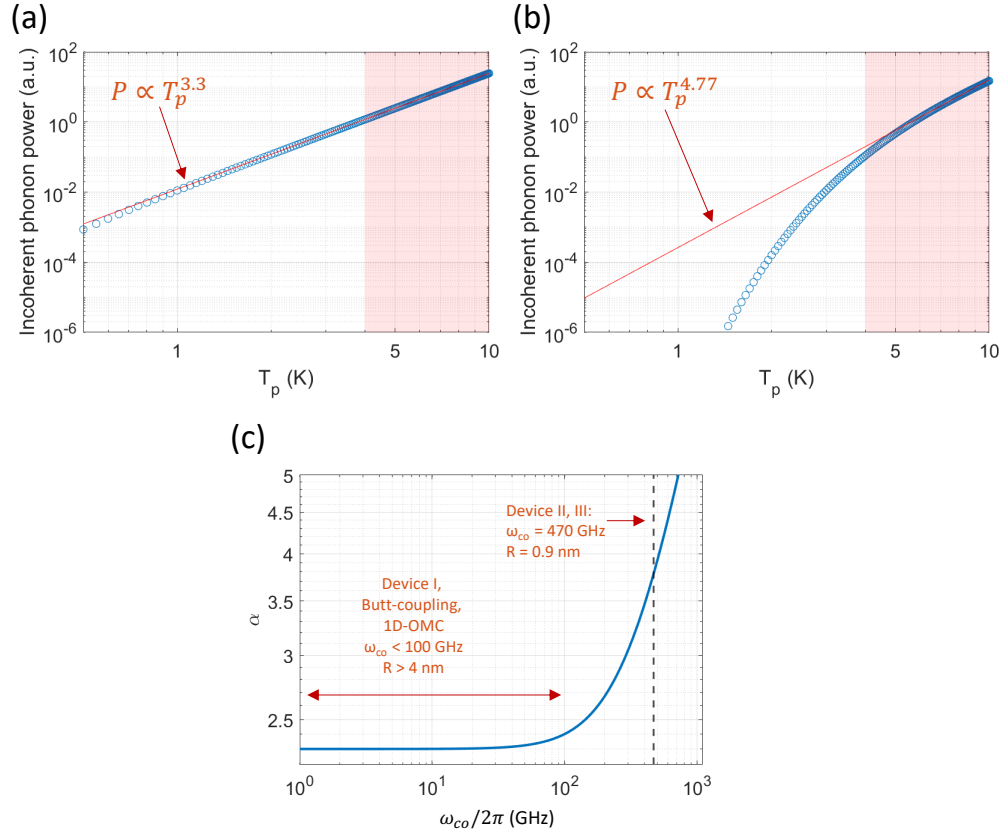 (a)
(b)
Incoherent phonon power (a.u.)
10^2
10^0
10^-2
10^-4
10^-6
P ∝ T_p^3.3
1
5
10
T_p (K)
Incoherent phonon power (a.u.)
10^2
10^0
10^-2
10^-4
10^-6
P ∝ T_p^4.77
1
5
10
T_p (K)
(c)
α
5
4.5
4
3.5
3
2.5
Device II, III:
ω_co = 470 GHz
R = 0.9 nm
Device I,
Butt-coupling,
1D-OMC
ω_co < 100 GHz
R > 4 nm
10^0
10^1
10^2
10^3
ω_co/2π (GHz)